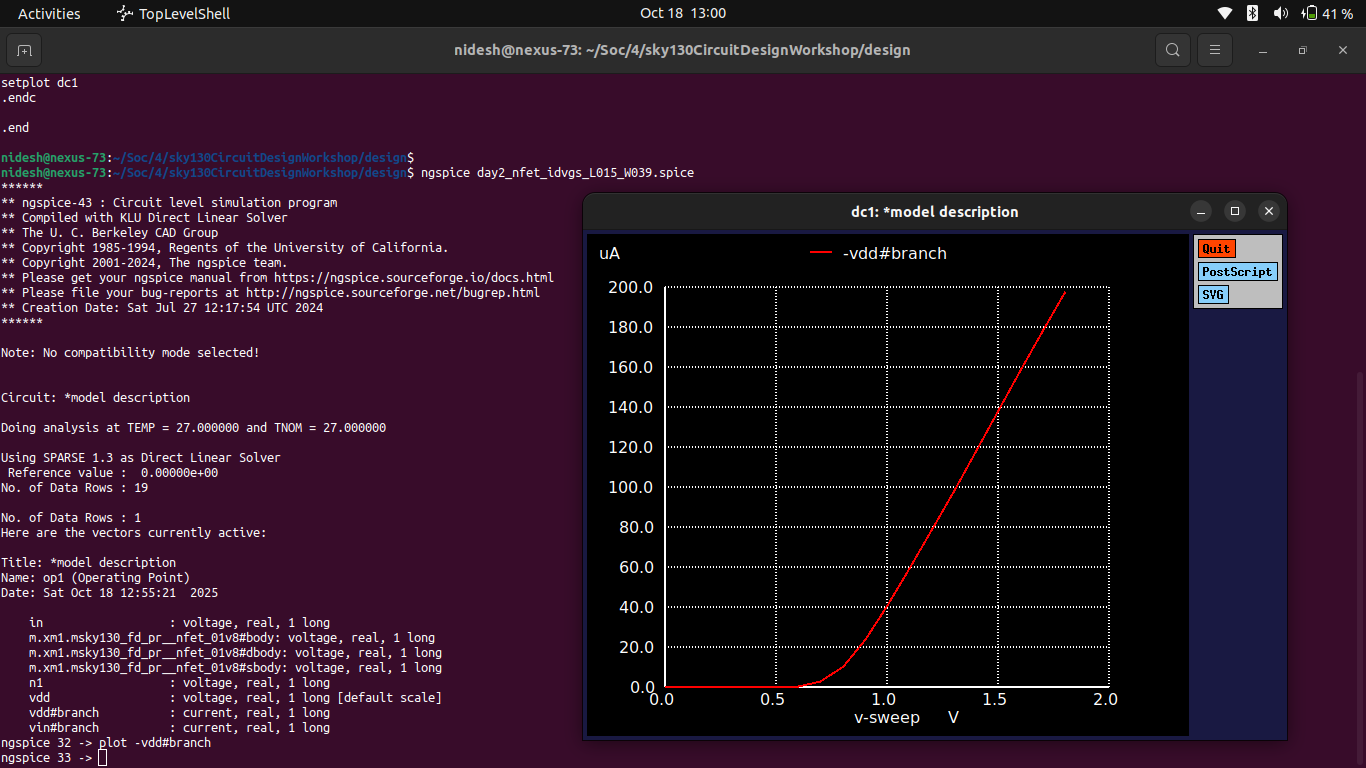 Activities TopLevelShell Oct 18 13:00 41 %
nidesh@nexus-73: ~/Soc/4/sky130CircuitDesignWorkshop/design
setplot dc1
.endc
.end
nidesh@nexus-73:~/Soc/4/sky130CircuitDesignWorkshop/design$
nidesh@nexus-73:~/Soc/4/sky130CircuitDesignWorkshop/design$ ngspice day2_nfet_idvgs_L015_W039.spice
******
** ngspice-43 : Circuit level simulation program
** Compiled with KLU Direct Linear Solver
** The U. C. Berkeley CAD Group
** Copyright 1985-1994, Regents of the University of California.
** Copyright 2001-2024, The ngspice team.
** Please get your ngspice manual from https://ngspice.sourceforge.io/docs.html
** Please file your bug-reports at http://ngspice.sourceforge.net/bugrep.html
** Creation Date: Sat Jul 27 12:17:54 UTC 2024
******
Note: No compatibility mode selected!
Circuit: *model description
Doing analysis at TEMP = 27.000000 and TNOM = 27.000000
Using SPARSE 1.3 as Direct Linear Solver
Reference value : 0.00000e+00
No. of Data Rows : 19
No. of Data Rows : 1
Here are the vectors currently active:
Title: *model description
Name: op1 (Operating Point)
Date: Sat Oct 18 12:55:21 2025
in : voltage, real, 1 long
m.xm1.msky130_fd_pr__nfet_01v8#body: voltage, real, 1 long
m.xm1.msky130_fd_pr__nfet_01v8#dbody: voltage, real, 1 long
m.xm1.msky130_fd_pr__nfet_01v8#sbody: voltage, real, 1 long
n1 : voltage, real, 1 long
vdd : voltage, real, 1 long [default scale]
vdd#branch : current, real, 1 long
vin#branch : current, real, 1 long
ngspice 32 -> plot -vdd#branch
ngspice 33 ->
dc1: *model description
uA
-vdd#branch
Quit
PostScript
SVG
200.0
180.0
160.0
140.0
120.0
100.0
80.0
60.0
40.0
20.0
0.0
0.0 0.5 1.0 1.5 2.0
v-sweep V